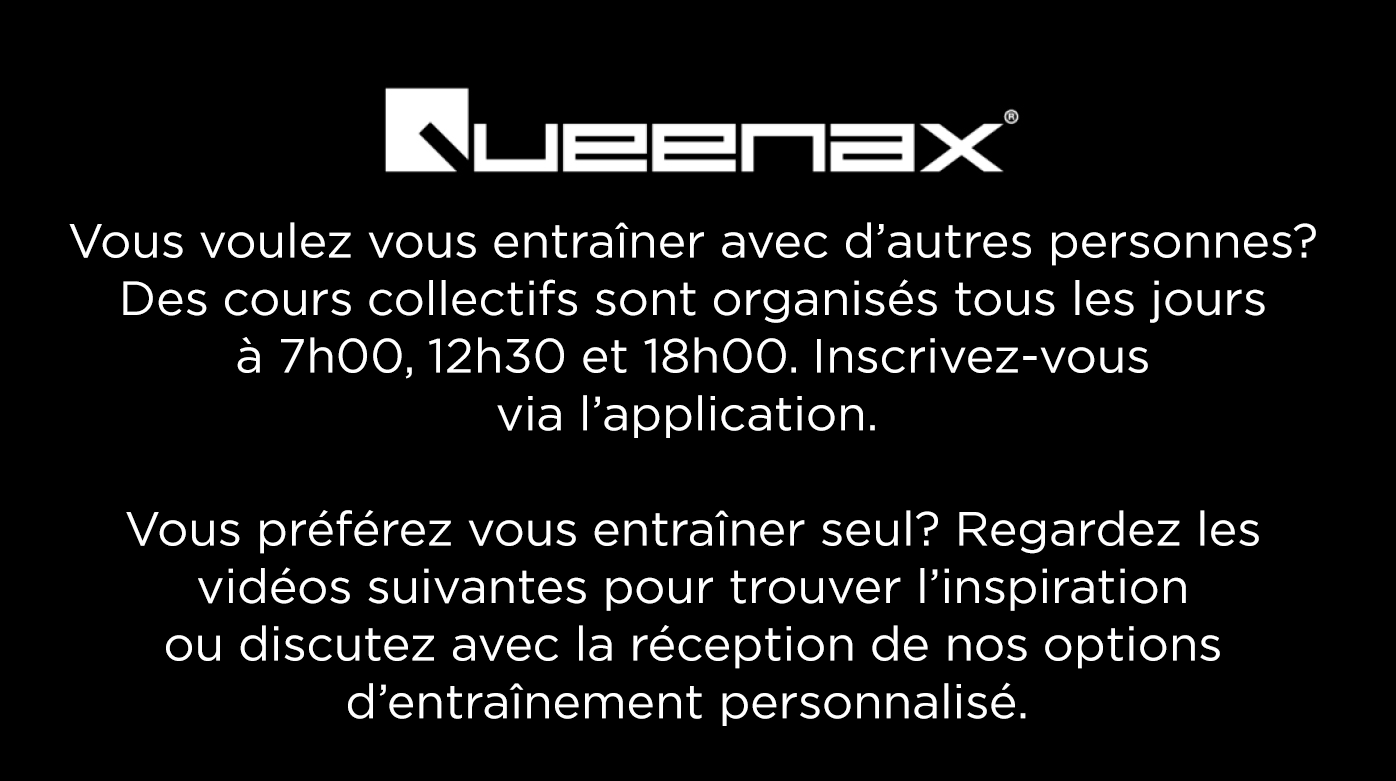 Queenax®
Vous voulez vous entraîner avec d’autres personnes?
Des cours collectifs sont organisés tous les jours
à 7h00, 12h30 et 18h00. Inscrivez-vous
via l’application.
Vous préférez vous entraîner seul? Regardez les
vidéos suivantes pour trouver l’inspiration
ou discutez avec la réception de nos options
d’entraînement personnalisé.